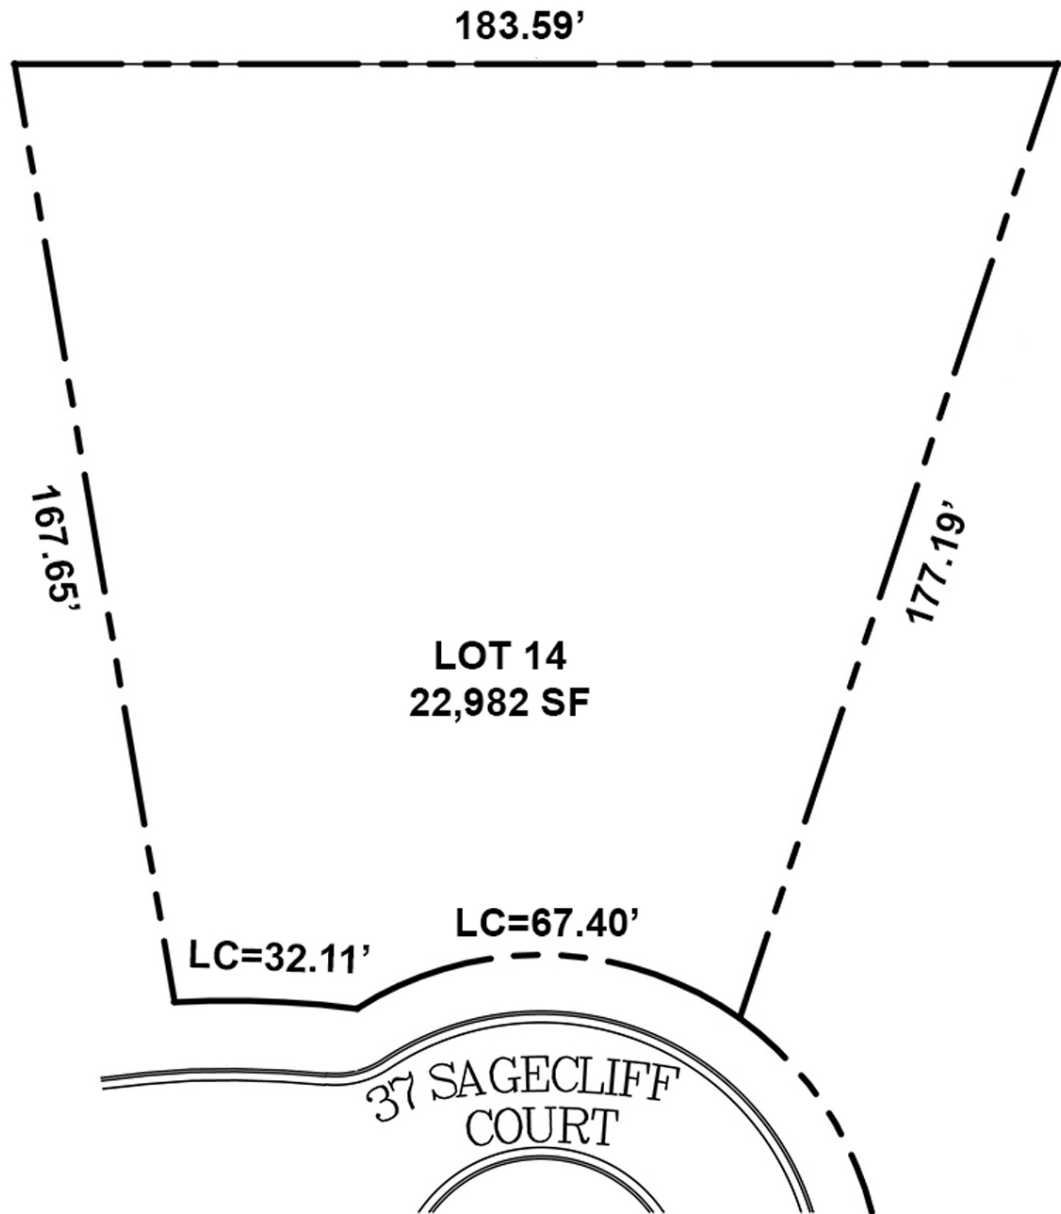 183.59’
167.65’
177.19’
LOT 14
22,982 SF
LC=67.40’
LC=32.11’
37 SAGECLIFF
COURT